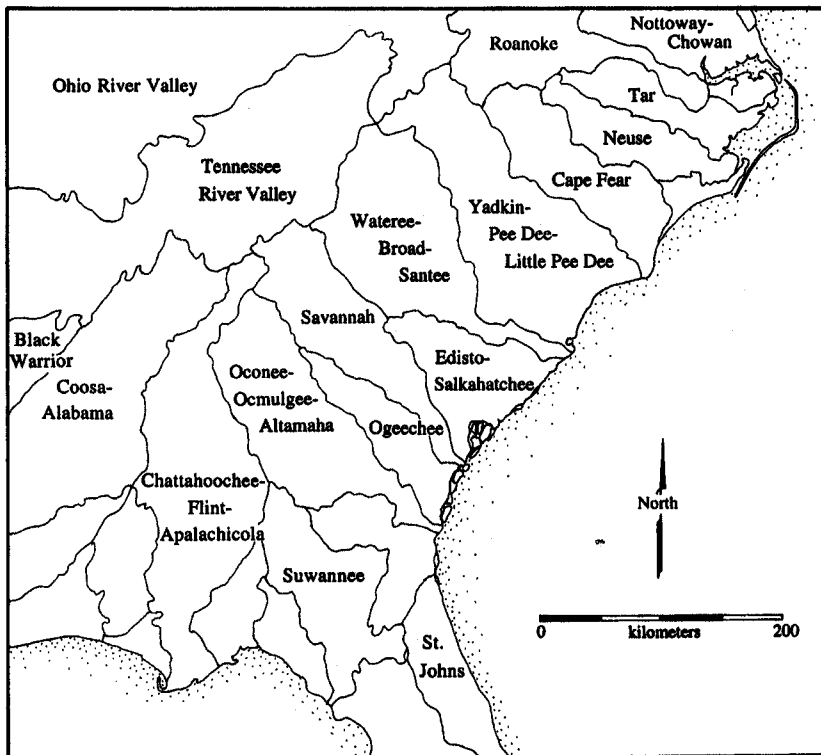 Nottoway-
Chowan
Roanoke
Ohio River Valley
Tar
Neuse
Tennessee
River Valley
Cape Fear
Wateree-
Broad-
Santee
Yadkin-
Pee Dee-
Little Pee Dee
Savannah
Black
Warrior
Edisto-
Salkahatchee
Coosa-
Alabama
Oconee-
Ocmulgee-
Altamaha
Ogeechee
Chattahoochee-
Flint-
Apalachicola
North
Suwannee
St.
Johns
0 kilometers 200